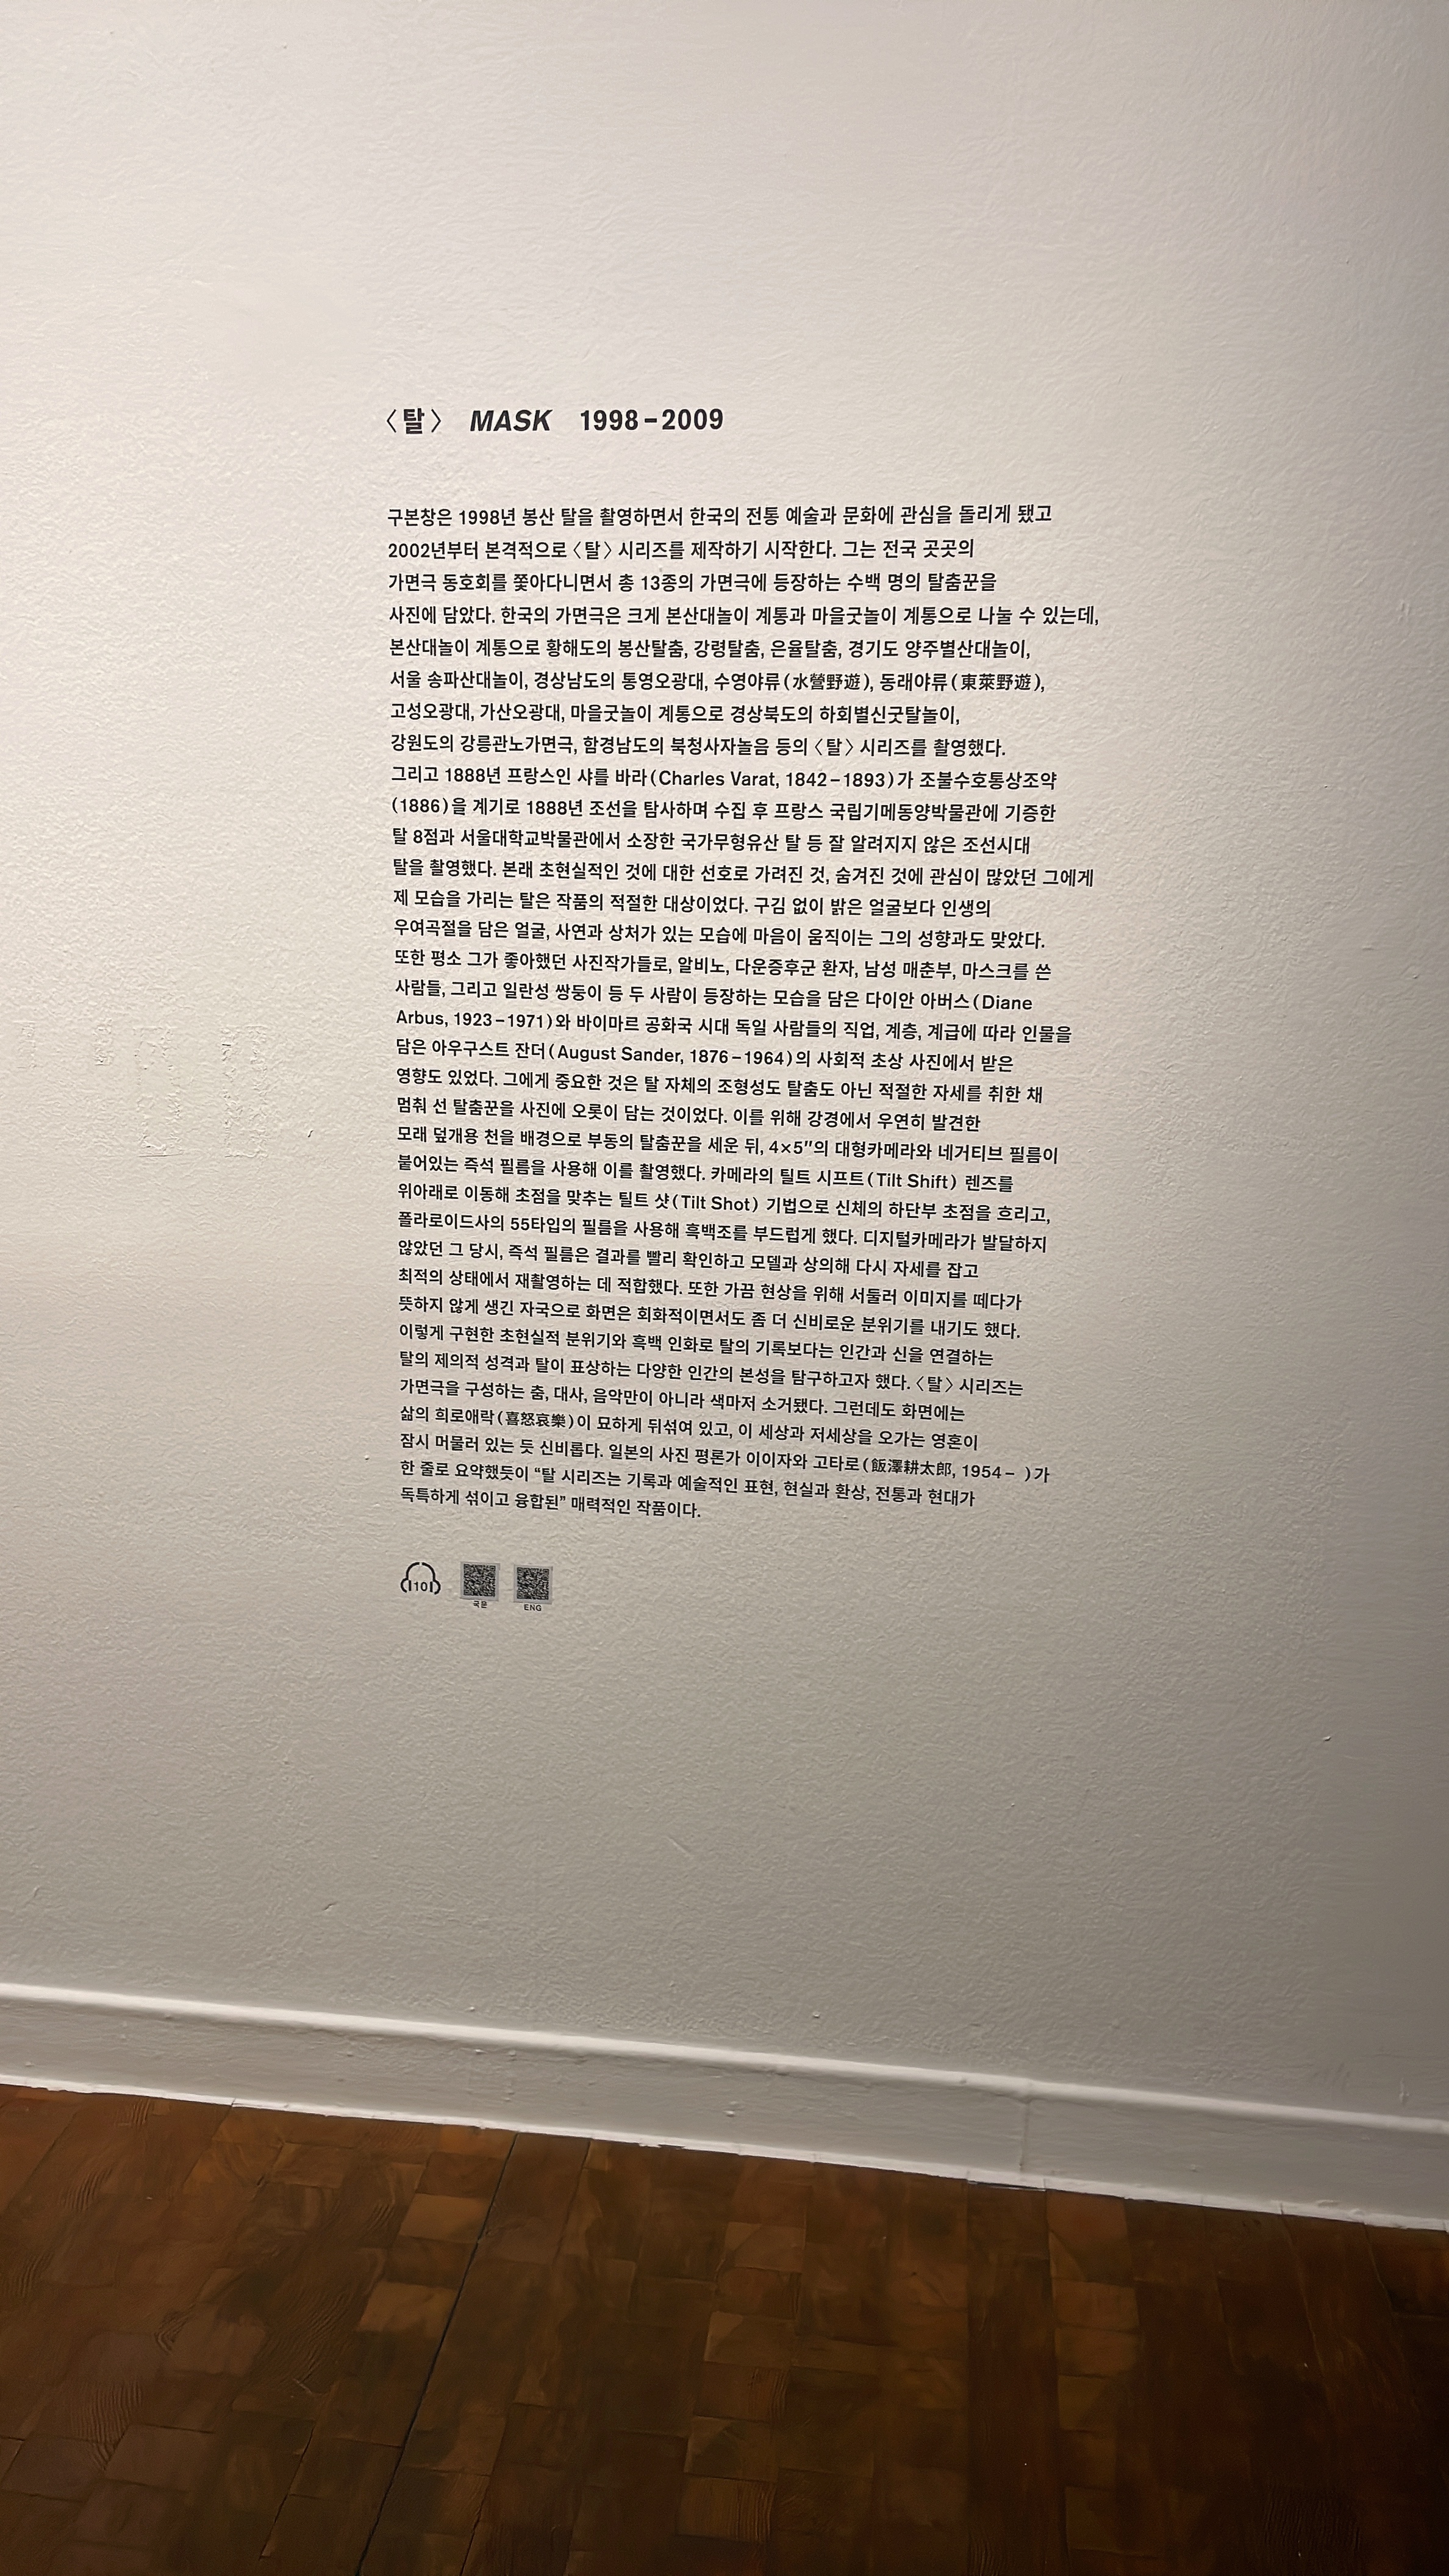 〈탈〉 MASK 1998–2009
구본창은 1998년 봉산 탈을 촬영하면서 한국의 전통 예술과 문화에 관심을 돌리게 됐고
2002년부터 본격적으로 〈탈〉 시리즈를 제작하기 시작한다. 그는 전국 곳곳의
가면극 동호회를 쫓아다니면서 총 13종의 가면극에 등장하는 수백 명의 탈춤꾼을
사진에 담았다. 한국의 가면극은 크게 본산대놀이 계통과 마을굿놀이 계통으로 나눌 수 있는데,
본산대놀이 계통으로 황해도의 봉산탈춤, 강령탈춤, 은율탈춤, 경기도 양주별산대놀이,
서울 송파산대놀이, 경상남도의 통영오광대, 수영야류(水營野遊), 동래야류(東萊野遊),
고성오광대, 가산오광대, 마을굿놀이 계통으로 경상북도의 하회별신굿탈놀이,
강원도의 강릉관노가면극, 함경남도의 북청사자놀음 등의 〈탈〉 시리즈를 촬영했다.
그리고 1888년 프랑스인 샤를 바라(Charles Varat, 1842–1893)가 조불수호통상조약
(1886)을 계기로 1888년 조선을 탐사하며 수집 후 프랑스 국립기메동양박물관에 기증한
탈 8점과 서울대학교박물관에서 소장한 국가무형유산 탈 등 잘 알려지지 않은 조선시대
탈을 촬영했다. 본래 초현실적인 것에 대한 선호로 가려진 것, 숨겨진 것에 관심이 많았던 그에게
제 모습을 가리는 탈은 작품의 적절한 대상이었다. 구김 없이 밝은 얼굴보다 인생의
우여곡절을 담은 얼굴, 사연과 상처가 있는 모습에 마음이 움직이는 그의 성향과도 맞았다.
또한 평소 그가 좋아했던 사진작가들로, 알비노, 다운증후군 환자, 남성 매춘부, 마스크를 쓴
사람들, 그리고 일란성 쌍둥이 등 두 사람이 등장하는 모습을 담은 다이안 아버스(Diane
Arbus, 1923–1971)와 바이마르 공화국 시대 독일 사람들의 직업, 계층, 계급에 따라 인물을
담은 아우구스트 잔더(August Sander, 1876–1964)의 사회적 초상 사진에서 받은
영향도 있었다. 그에게 중요한 것은 탈 자체의 조형성도 탈춤도 아닌 적절한 자세를 취한 채
멈춰 선 탈춤꾼을 사진에 오롯이 담는 것이었다. 이를 위해 강경에서 우연히 발견한
모래 덮개용 천을 배경으로 부동의 탈춤꾼을 세운 뒤, 4×5″의 대형카메라와 네거티브 필름이
붙어있는 즉석 필름을 사용해 이를 촬영했다. 카메라의 틸트 시프트(Tilt Shift) 렌즈를
위아래로 이동해 초점을 맞추는 틸트 샷(Tilt Shot) 기법으로 신체의 하단부 초점을 흐리고,
폴라로이드사의 55타입의 필름을 사용해 흑백조를 부드럽게 했다. 디지털카메라가 발달하지
않았던 그 당시, 즉석 필름은 결과를 빨리 확인하고 모델과 상의해 다시 자세를 잡고
최적의 상태에서 재촬영하는 데 적합했다. 또한 가끔 현상을 위해 서둘러 이미지를 떼다가
뜻하지 않게 생긴 자국으로 화면은 회화적이면서도 좀 더 신비로운 분위기를 내기도 했다.
이렇게 구현한 초현실적 분위기와 흑백 인화로 탈의 기록보다는 인간과 신을 연결하는
탈의 제의적 성격과 탈이 표상하는 다양한 인간의 본성을 탐구하고자 했다. 〈탈〉 시리즈는
가면극을 구성하는 춤, 대사, 음악만이 아니라 색마저 소거됐다. 그런데도 화면에는
삶의 희로애락(喜怒哀樂)이 묘하게 뒤섞여 있고, 이 세상과 저세상을 오가는 영혼이
잠시 머물러 있는 듯 신비롭다. 일본의 사진 평론가 이이자와 고타로(飯澤耕太郎, 1954– )가
한 줄로 요약했듯이 “탈 시리즈는 기록과 예술적인 표현, 현실과 환상, 전통과 현대가
독특하게 섞이고 융합된” 매력적인 작품이다.
101 국문 ENG